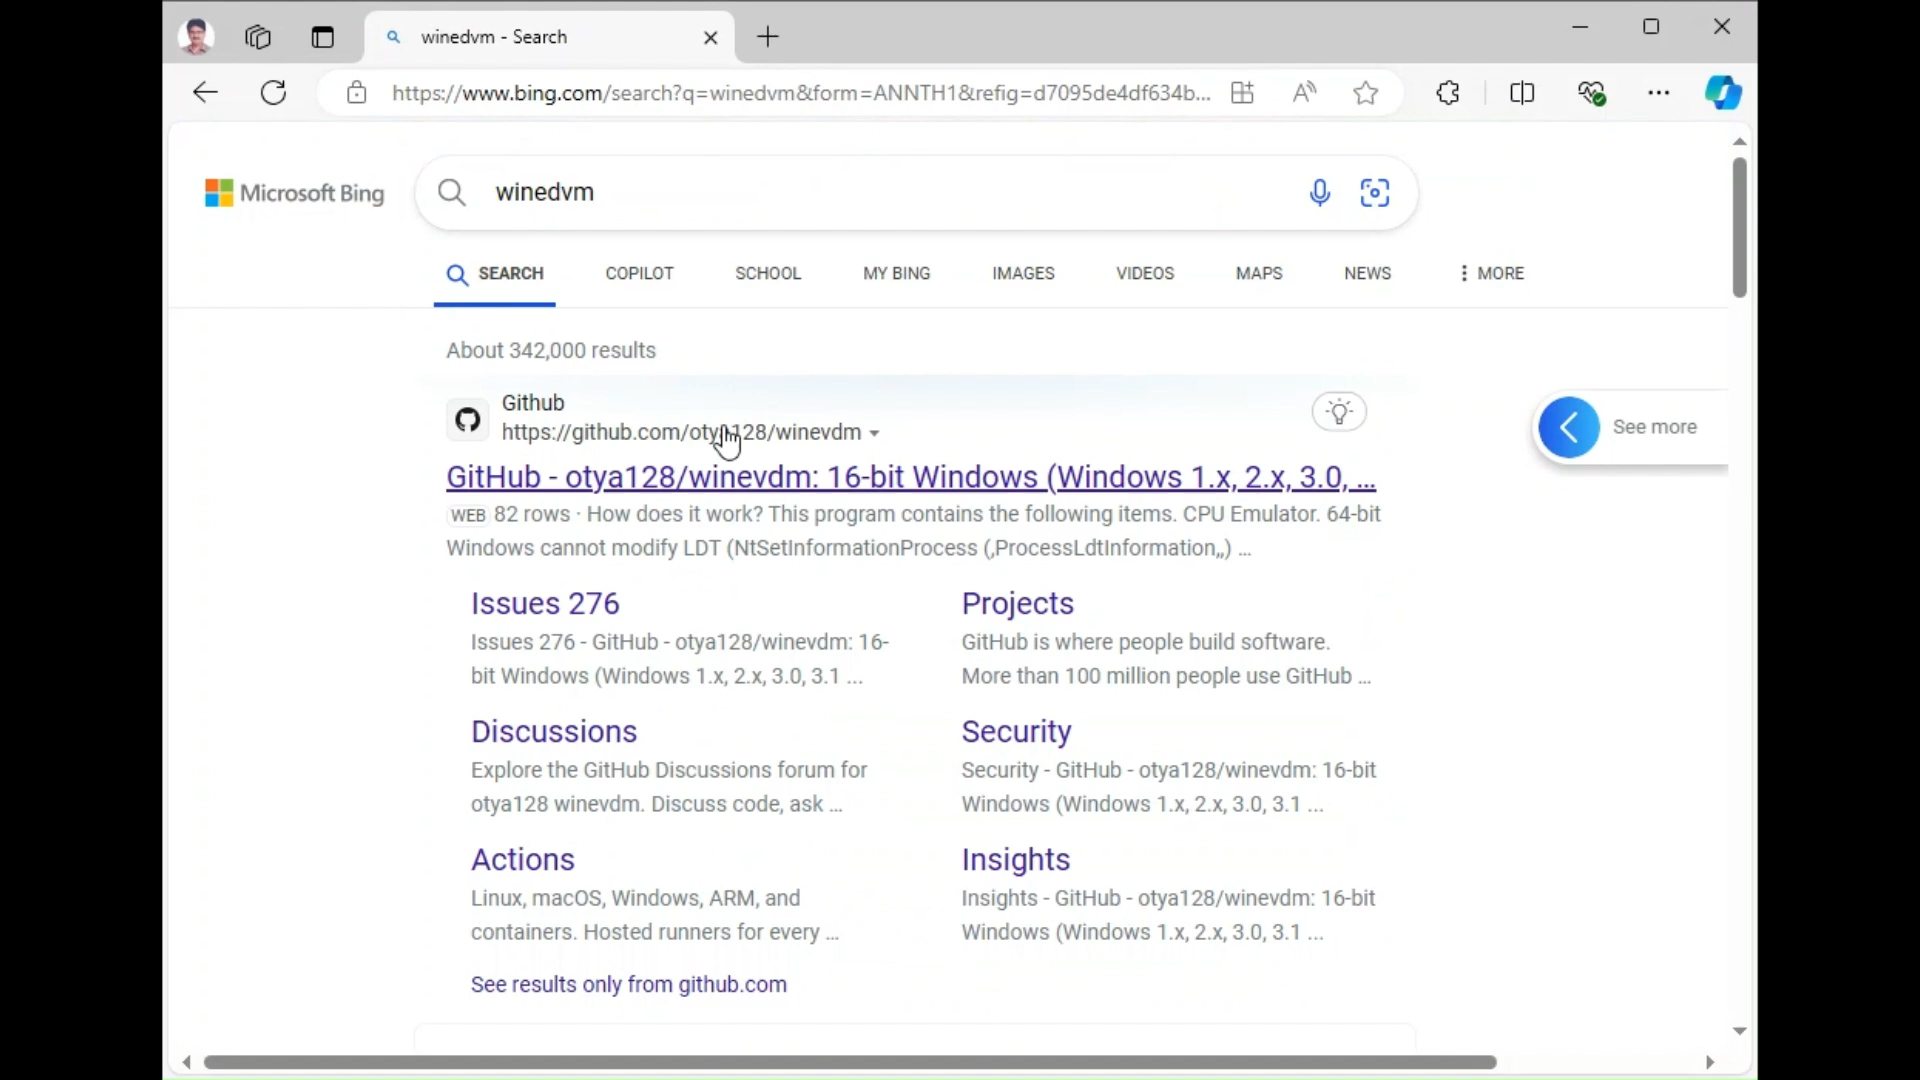 winedvm - Search
https://www.bing.com/search?q=winedvm&form=ANNTH1&refig=d7095de4df634b...
Microsoft Bing
winedvm
SEARCH
COPILOT
SCHOOL
MY BING
IMAGES
VIDEOS
MAPS
NEWS
MORE
About 342,000 results
Github
https://github.com/otya128/winevdm
See more
GitHub - otya128/winevdm: 16-bit Windows (Windows 1.x, 2.x, 3.0, ...
WEB 82 rows · How does it work? This program contains the following items. CPU Emulator. 64-bit
Windows cannot modify LDT (NtSetInformationProcess (,ProcessLdtInformation,,) ...
Issues 276
Issues 276 - GitHub - otya128/winevdm: 16-
bit Windows (Windows 1.x, 2.x, 3.0, 3.1 ...
Projects
GitHub is where people build software.
More than 100 million people use GitHub ...
Discussions
Explore the GitHub Discussions forum for
otya128 winevdm. Discuss code, ask ...
Security
Security - GitHub - otya128/winevdm: 16-bit
Windows (Windows 1.x, 2.x, 3.0, 3.1 ...
Actions
Linux, macOS, Windows, ARM, and
containers. Hosted runners for every ...
Insights
Insights - GitHub - otya128/winevdm: 16-bit
Windows (Windows 1.x, 2.x, 3.0, 3.1 ...
See results only from github.com